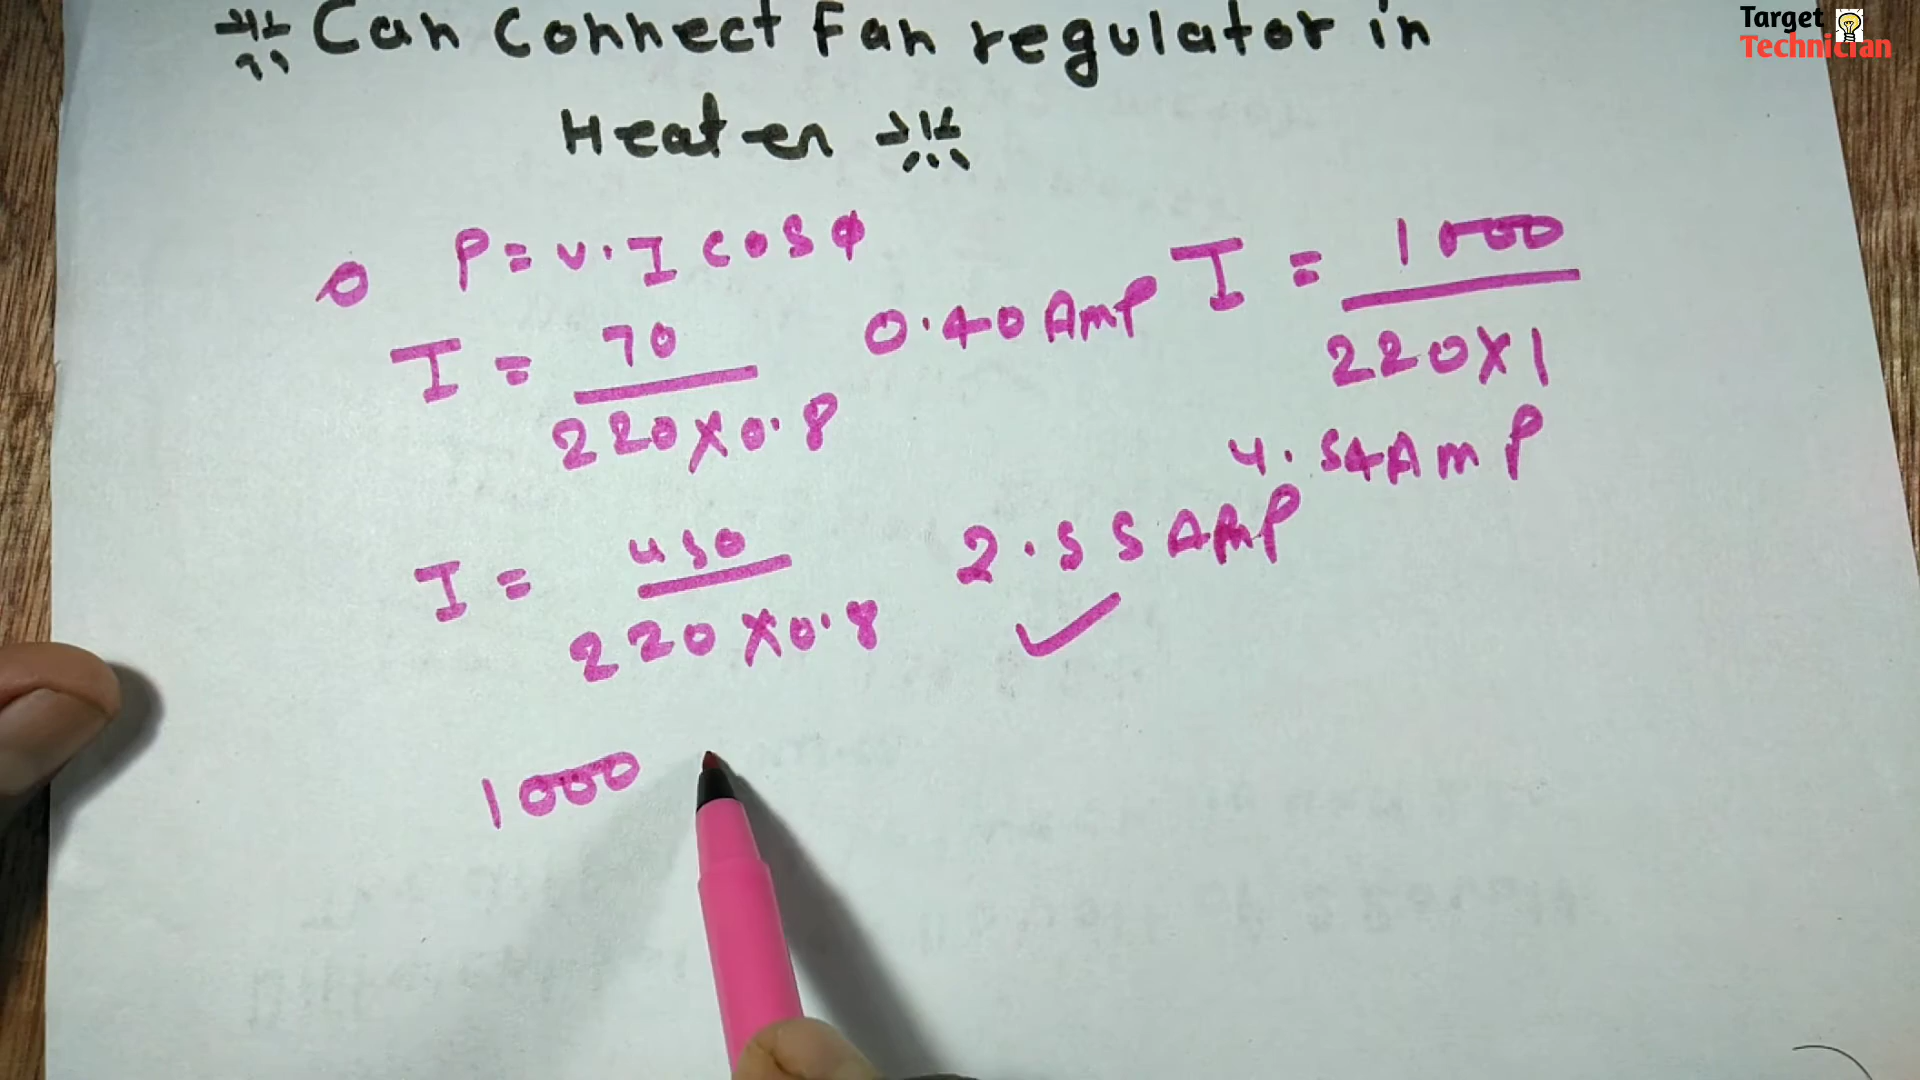 Target
Technician
Can Connect Fan regulator in
Heater
P = V.I cos φ
I = 70
220 X 0.8
0.40 Amp
I = 450
220 X 0.8
2.55 AMP
I = 1000
220 X 1
4.54 Amp
1000